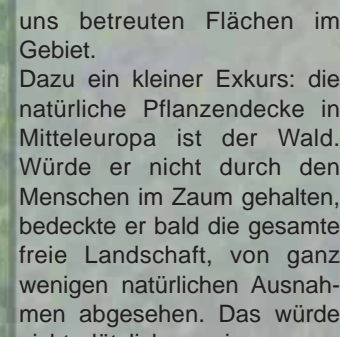 uns betreuten Flächen im
Gebiet.
Dazu ein kleiner Exkurs: die
natürliche Pflanzendecke in
Mitteleuropa ist der Wald.
Würde er nicht durch den
Menschen im Zaum gehalten,
bedeckte er bald die gesamte
freie Landschaft, von ganz
wenigen natürlichen Ausnah-
men abgesehen. Das würde